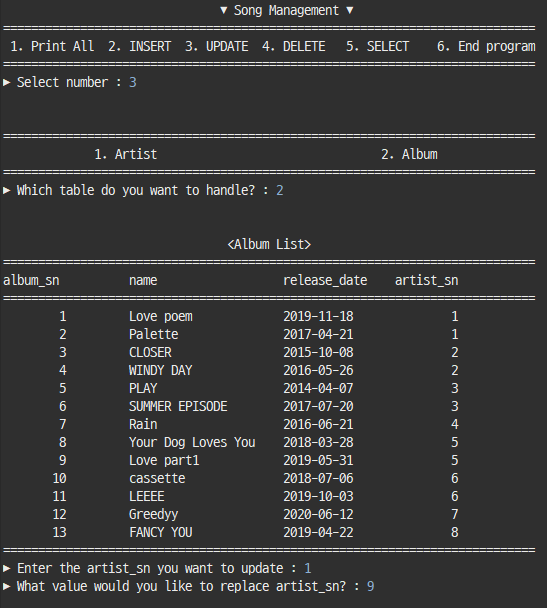 ▼ Song Management ▼
==========================================================================
1. Print All 2. INSERT 3. UPDATE 4. DELETE 5. SELECT 6. End program
==========================================================================
▶ Select number : 3
==========================================================================
1. Artist 2. Album
==========================================================================
▶ Which table do you want to handle? : 2
<Album List>
==========================================================================
album_sn name release_date artist_sn
==========================================================================
1 Love poem 2019-11-18 1
2 Palette 2017-04-21 1
3 CLOSER 2015-10-08 2
4 WINDY DAY 2016-05-26 2
5 PLAY 2014-04-07 3
6 SUMMER EPISODE 2017-07-20 3
7 Rain 2016-06-21 4
8 Your Dog Loves You 2018-03-28 5
9 Love part1 2019-05-31 5
10 cassette 2018-07-06 6
11 LEEEE 2019-10-03 6
12 Greedyy 2020-06-12 7
13 FANCY YOU 2019-04-22 8
==========================================================================
▶ Enter the artist_sn you want to update : 1
▶ What value would you like to replace artist_sn? : 9